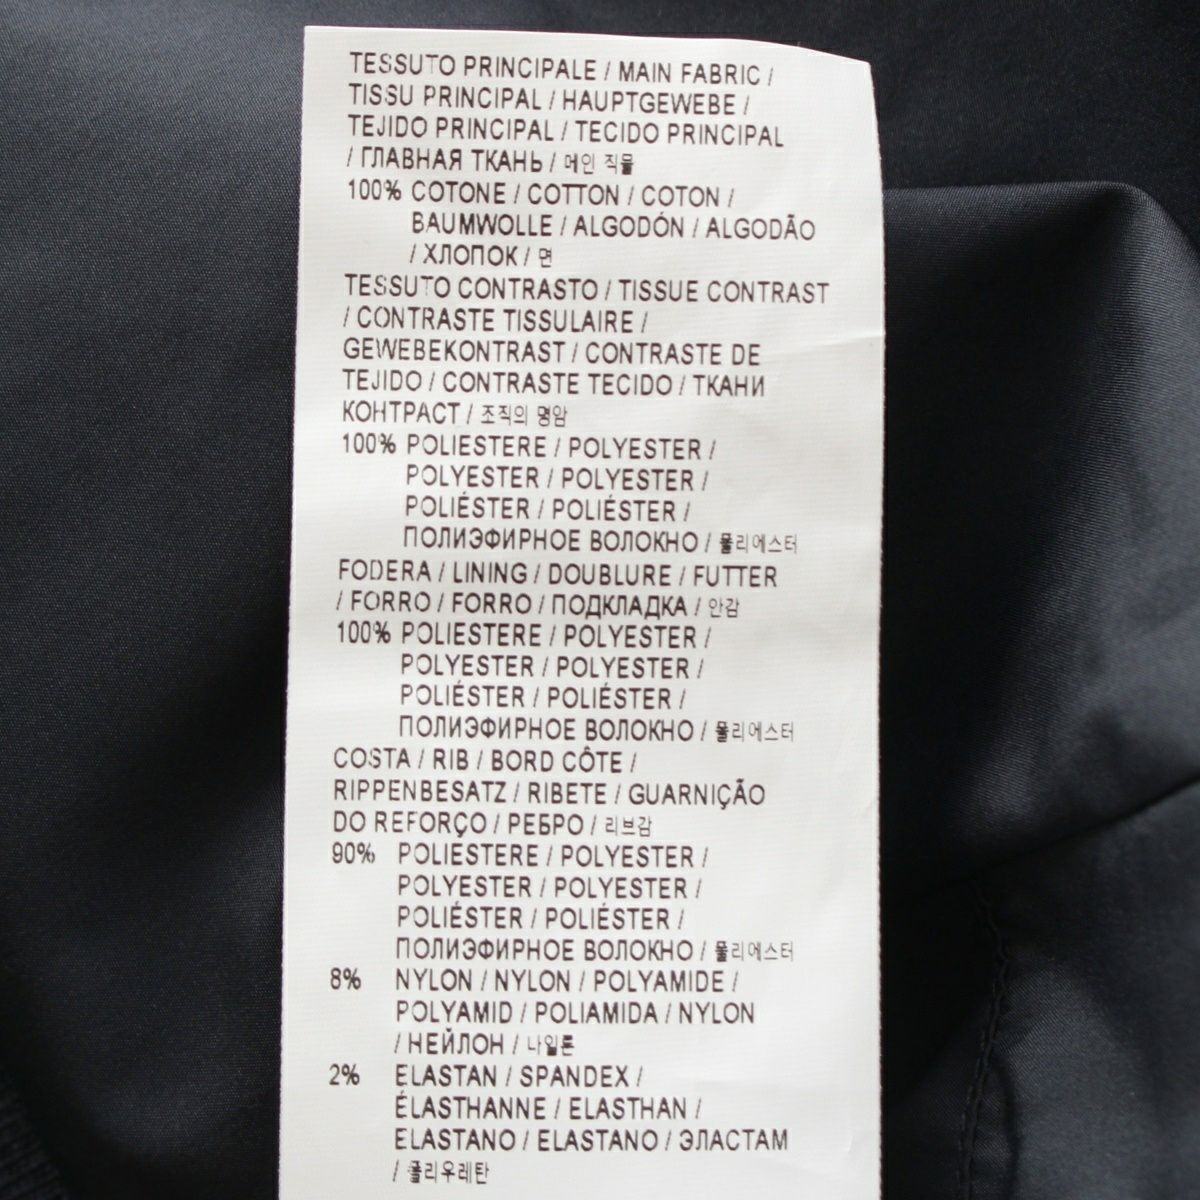 TESSUTO PRINCIPALE / MAIN FABRIC /
TISSU PRINCIPAL / HAUPTGEWEBE /
TEJIDO PRINCIPAL / TECIDO PRINCIPAL
/ ГЛАВНАЯ ТКАНЬ / 메인 직물
100% COTONE / COTTON / COTON /
BAUMWOLLE / ALGODÓN / ALGODÃO
/ ХЛОПОК / 면
TESSUTO CONTRASTO / TISSUE CONTRAST
/ CONTRASTE TISSULAIRE /
GEWEBEKONTRAST / CONTRASTE DE
TEJIDO / CONTRASTE TECIDO / ТКАНИ
КОНТРАСТ / 조직의 명암
100% POLIESTERE / POLYESTER /
POLYESTER / POLYESTER /
POLIÉSTER / POLIÉSTER /
ПОЛИЭФИРНОЕ ВОЛОКНО / 폴리에스터
FODERA / LINING / DOUBLURE / FUTTER
/ FORRO / FORRO / ПОДКЛАДКА / 안감
100% POLIESTERE / POLYESTER /
POLYESTER / POLYESTER /
POLIÉSTER / POLIÉSTER /
ПОЛИЭФИРНОЕ ВОЛОКНО / 폴리에스터
COSTA / RIB / BORD CÔTE /
RIPPENBESATZ / RIBETE / GUARNIÇÃO
DO REFORÇO / РЕБРО / 리브감
90% POLIESTERE / POLYESTER /
POLYESTER / POLYESTER /
POLIÉSTER / POLIÉSTER /
ПОЛИЭФИРНОЕ ВОЛОКНО / 폴리에스터
8% NYLON / NYLON / POLYAMIDE /
POLYAMID / POLIAMIDA / NYLON
/ НЕЙЛОН / 나일론
2% ELASTAN / SPANDEX /
ÉLASTHANNE / ELASTHAN /
ELASTANO / ELASTANO / ЭЛАСТАМ
/ 폴리우레탄